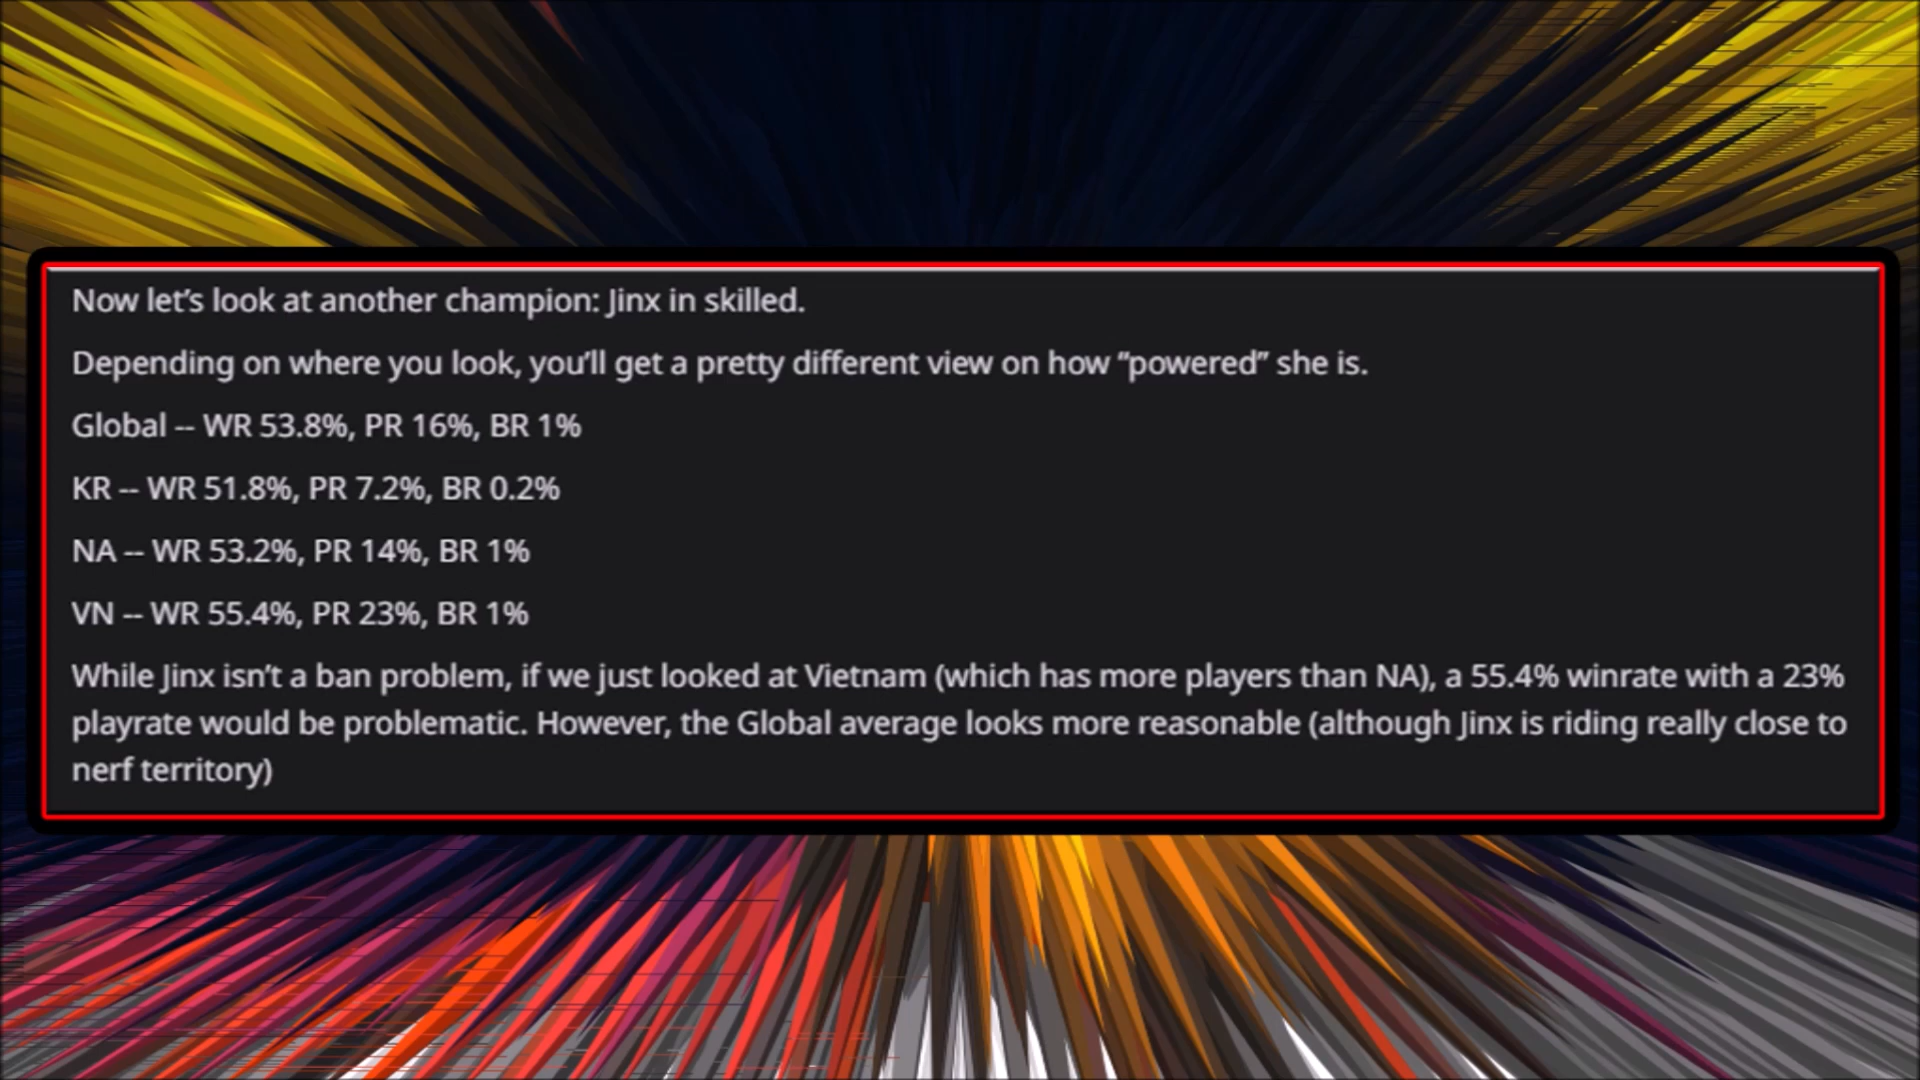 Now let’s look at another champion: Jinx in skilled.
Depending on where you look, you’ll get a pretty different view on how “powered” she is.
Global -- WR 53.8%, PR 16%, BR 1%
KR -- WR 51.8%, PR 7.2%, BR 0.2%
NA -- WR 53.2%, PR 14%, BR 1%
VN -- WR 55.4%, PR 23%, BR 1%
While Jinx isn’t a ban problem, if we just looked at Vietnam (which has more players than NA), a 55.4% winrate with a 23%
playrate would be problematic. However, the Global average looks more reasonable (although Jinx is riding really close to
nerf territory)